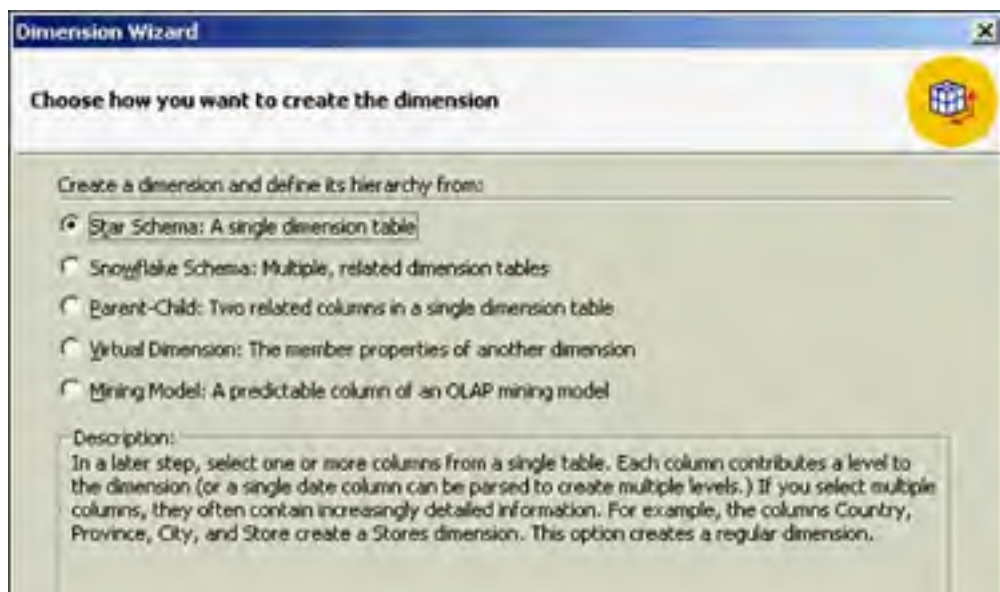 Dimension Wizard
Choose how you want to create the dimension
Create a dimension and define its hierarchy from:
Star Schema: A single dimension table
Snowflake Schema: Multiple, related dimension tables
Parent-Child: Two related columns in a single dimension table
Virtual Dimension: The member properties of another dimension
Mining Model: A predictable column of an OLAP mining model
Description:
In a later step, select one or more columns from a single table. Each column contributes a level to
the dimension (or a single date column can be parsed to create multiple levels.) If you select multiple
columns, they often contain increasingly detailed information. For example, the columns Country,
Province, City, and Store create a Stores dimension. This option creates a regular dimension.